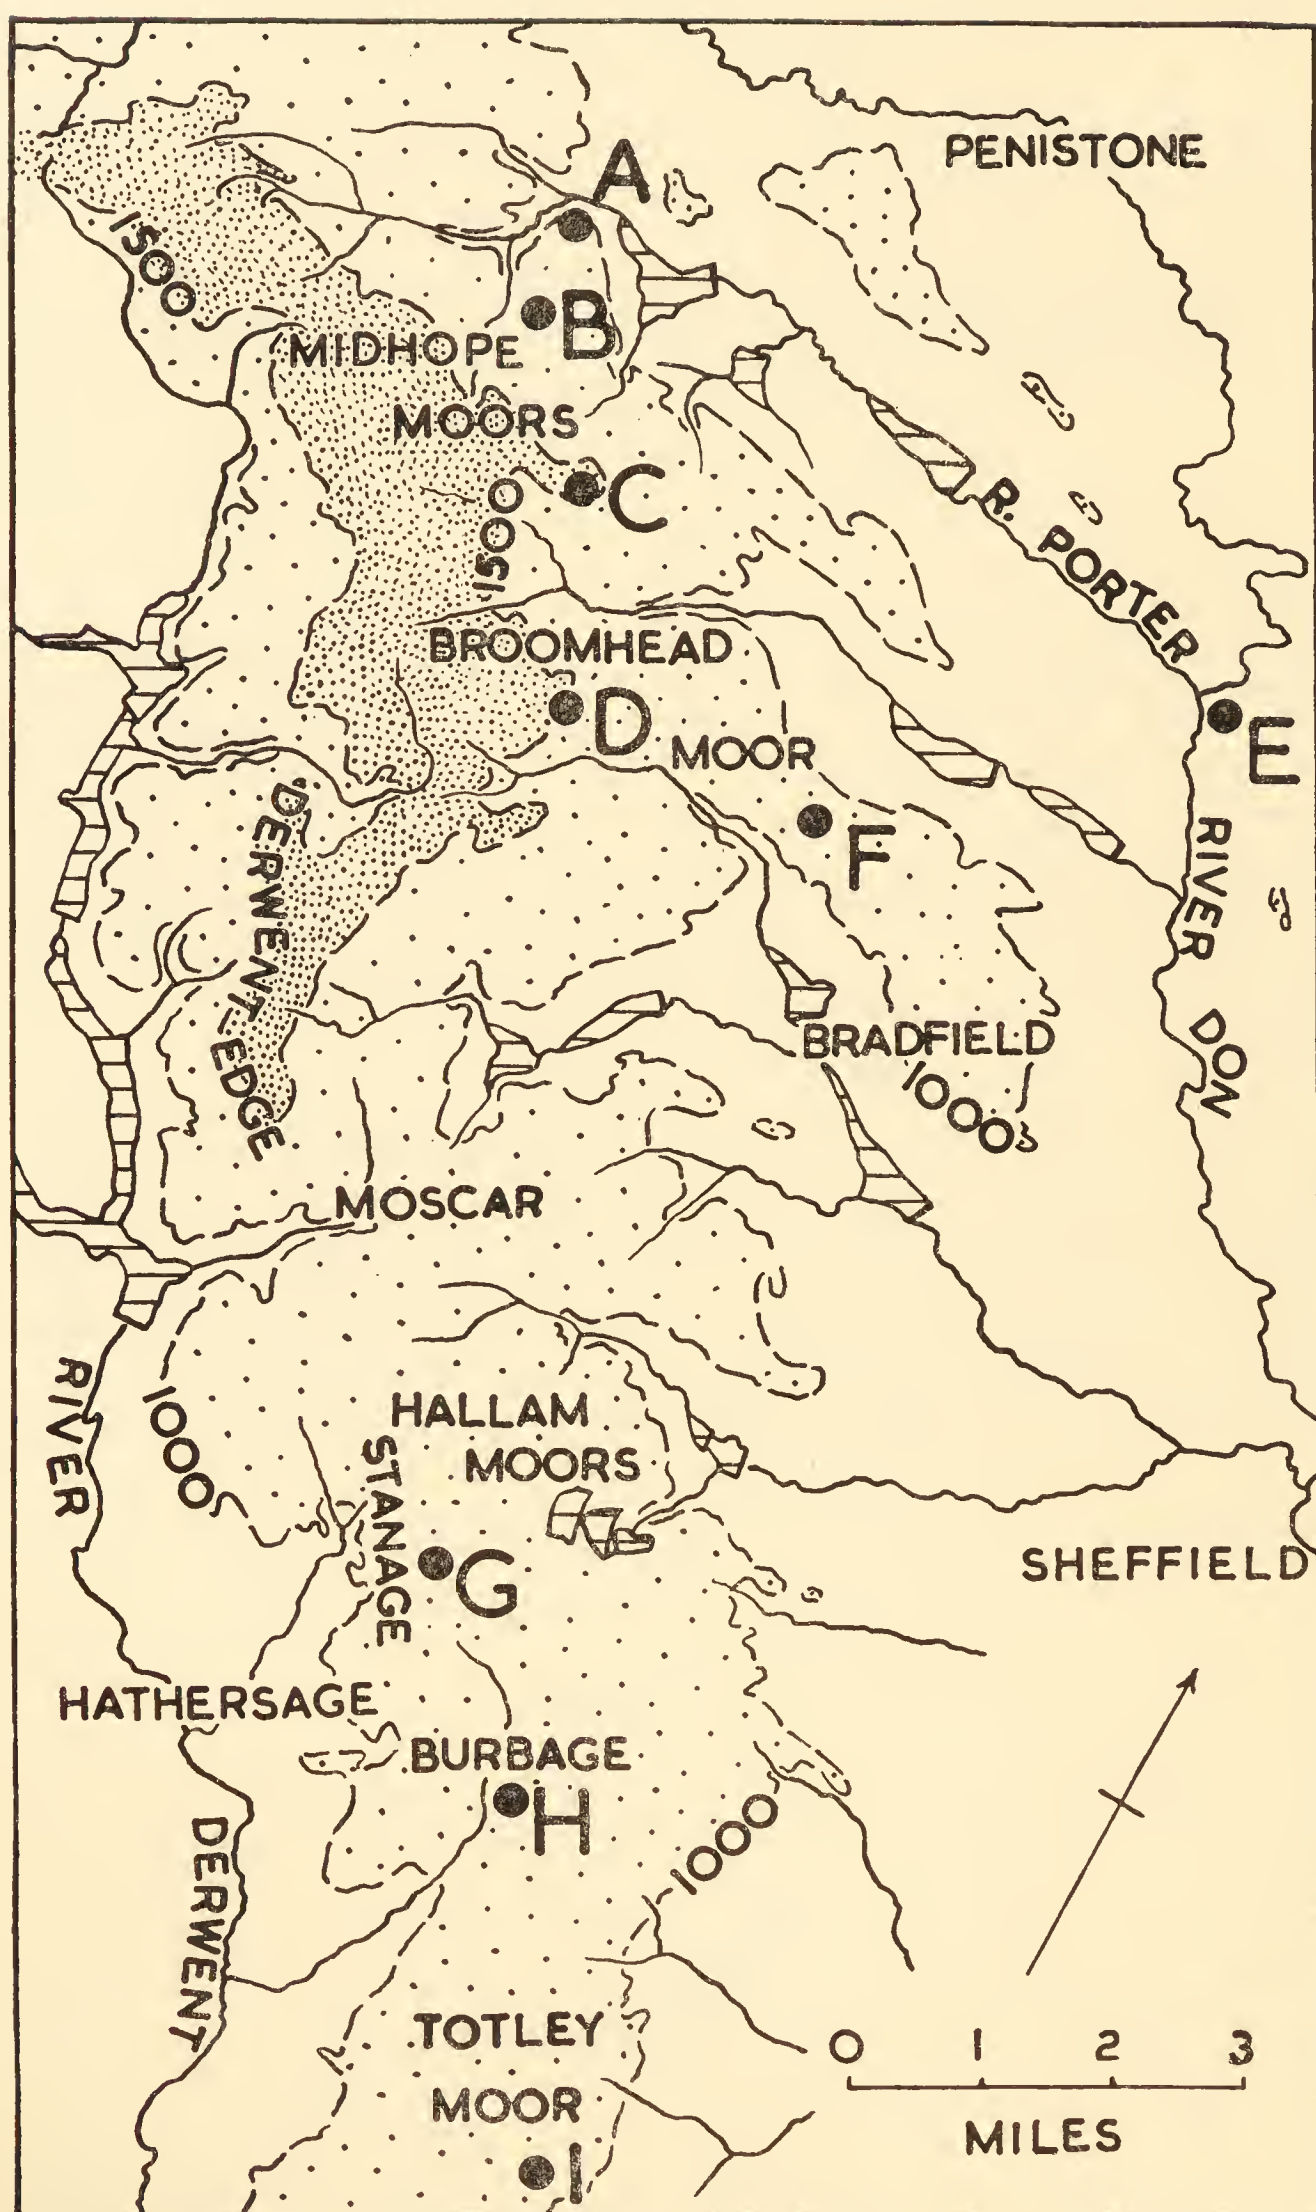 PENISTONE
A
1500
B
MIDHOPE
MOORS
C
1500
R. PORTER
BROOMHEAD
D
MOOR
E
DERWENT EDGE
F
RIVER DON
BRADFIELD
1000
MOSCAR
RIVER
1000
HALLAM
MOORS
STANAGE
G
SHEFFIELD
HATHERSAGE
BURBAGE
H
1000
DERWENT
TOTLEY
MOOR
I
0 1 2 3
MILES